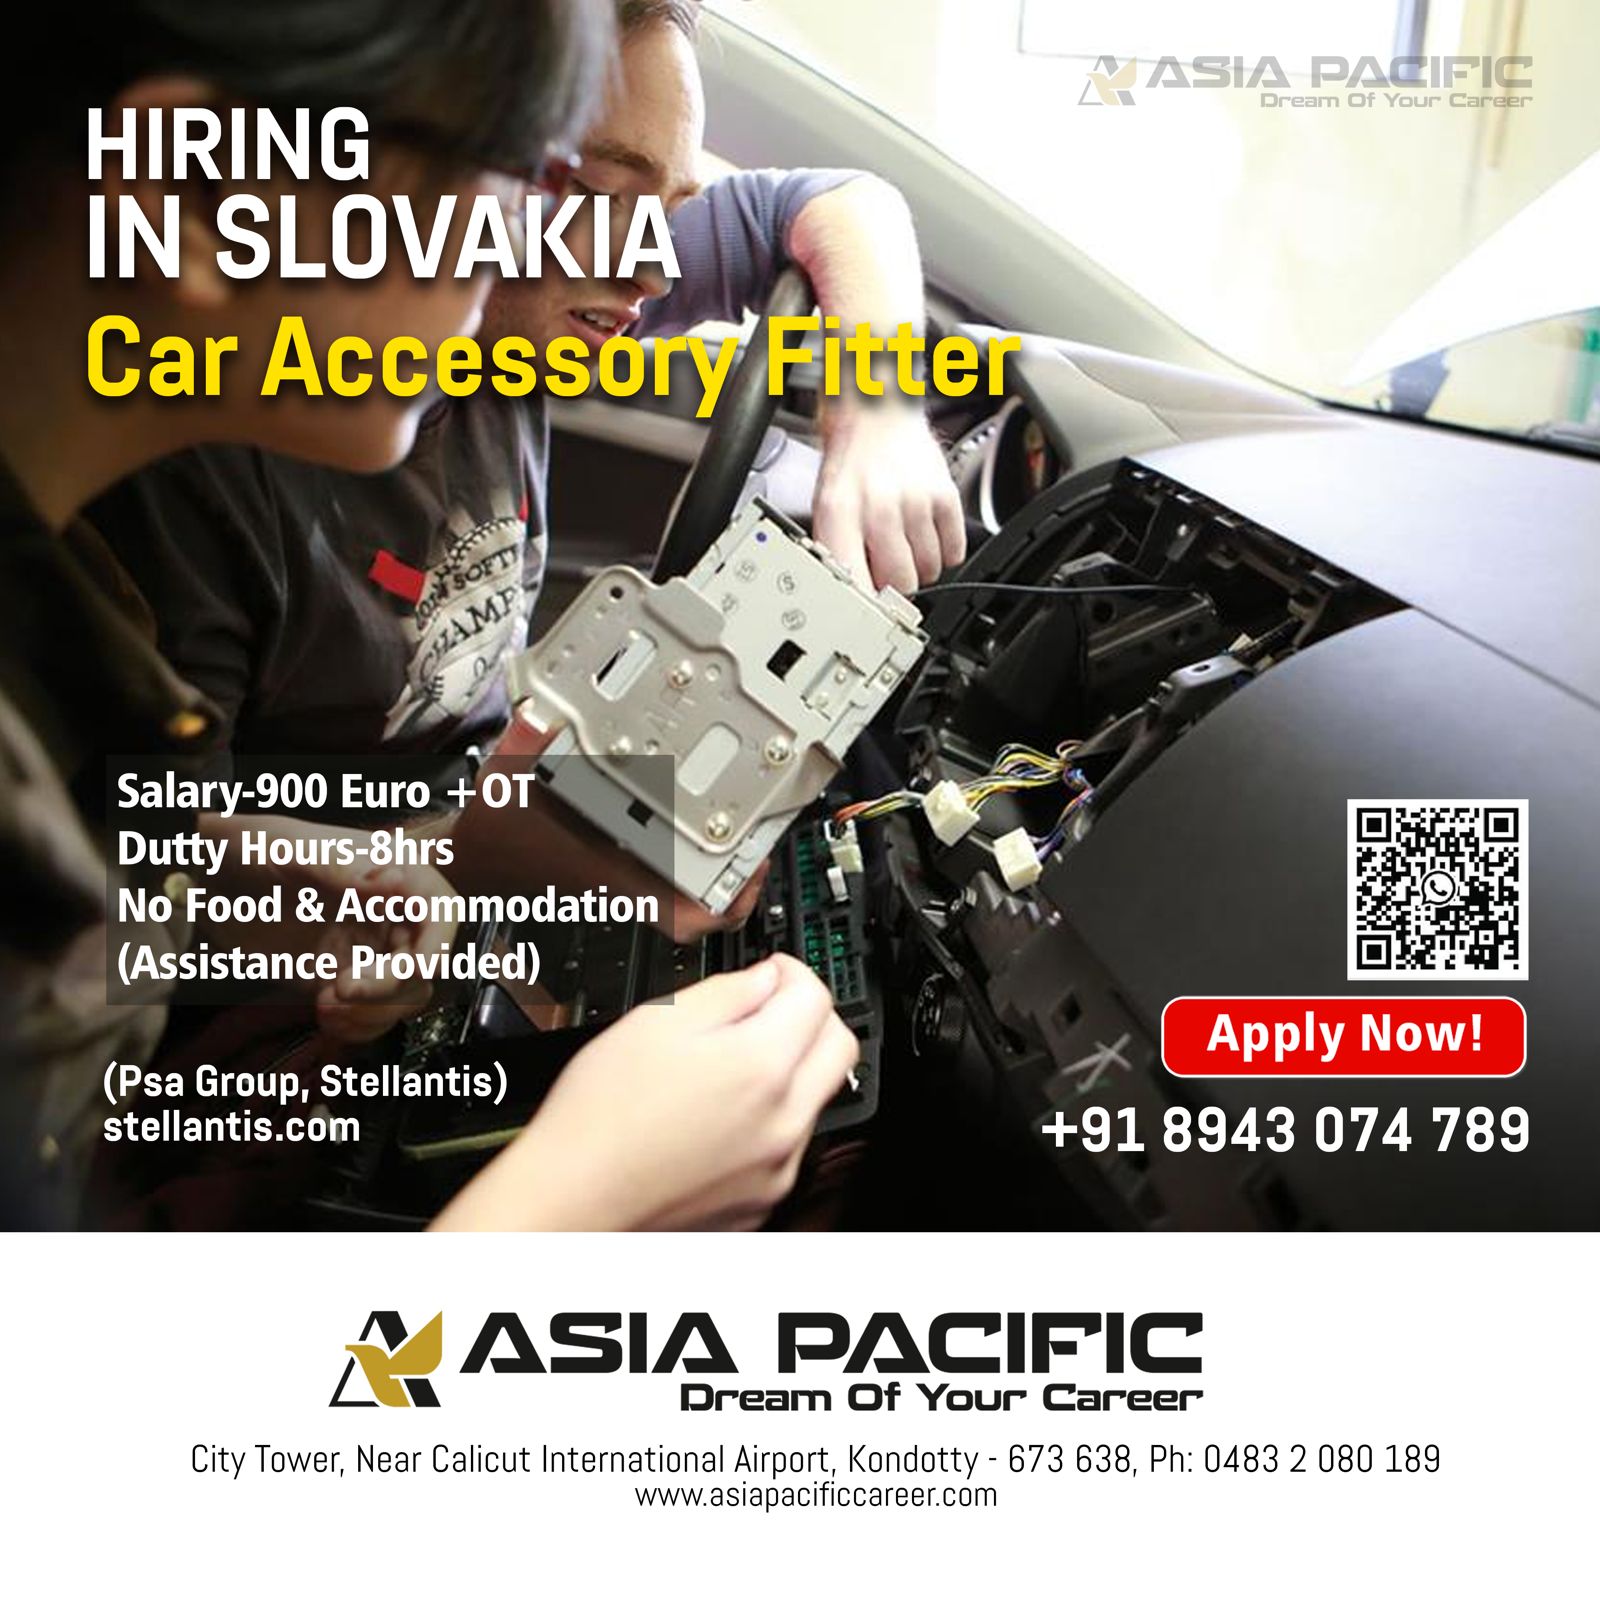 ASIA PACIFIC
Dream Of Your Career
HIRING
IN SLOVAKIA
Car Accessory Fitter
SOFT
CHAMP
Salary-900 Euro +OT
Dutty Hours-8hrs
No Food & Accommodation
(Assistance Provided)
(Psa Group, Stellantis)
stellantis.com
Apply Now!
+91 8943 074 789
ASIA PACIFIC
Dream Of Your Career
City Tower, Near Calicut International Airport, Kondotty - 673 638, Ph: 0483 2 080 189
www.asiapacificcareer.com